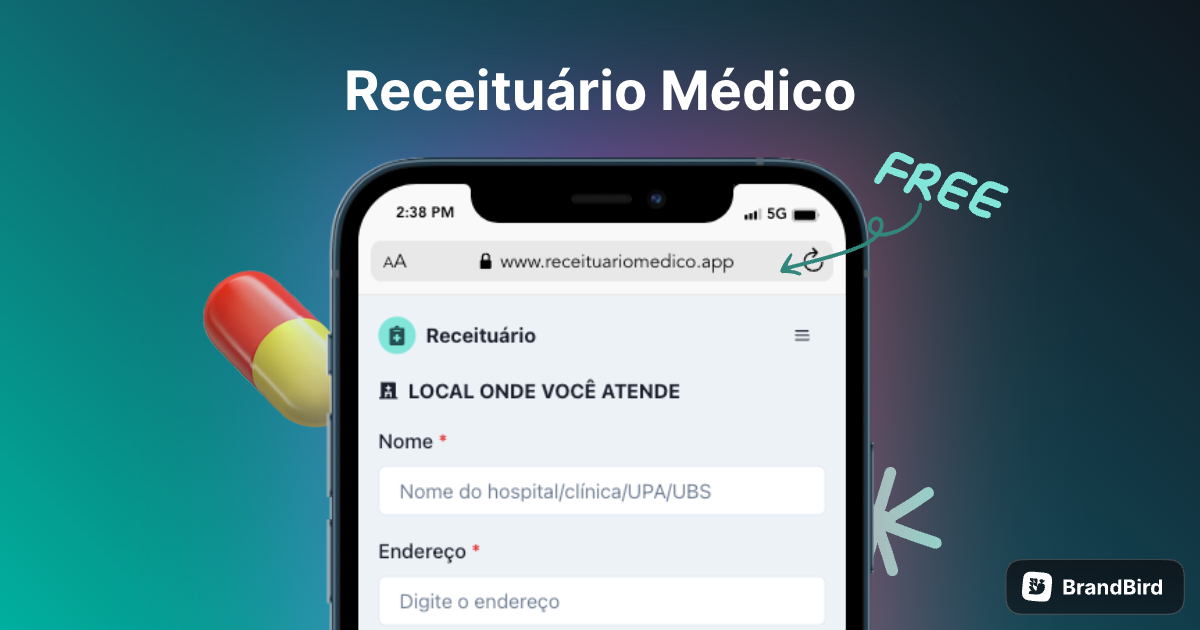 Receituário Médico
FREE
2:38 PM
5G
AA
www.receituariomedico.app
Receituário
LOCAL ONDE VOCÊ ATENDE
Nome *
Nome do hospital/clínica/UPA/UBS
Endereço *
Digite o endereço
BrandBird